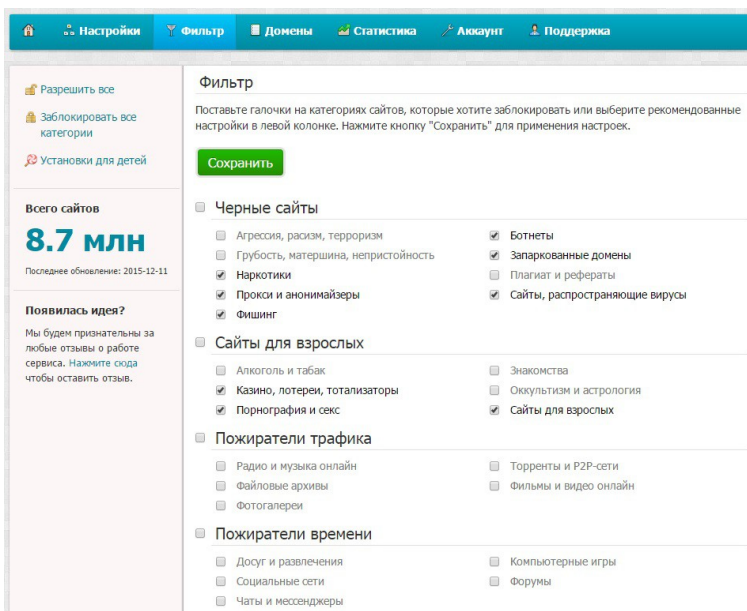 Настройки Фильтр Домены Статистика Аккаунт Поддержка
Разрешить все
Заблокировать все
категории
Установки для детей
Всего сайтов
8.7 млн
Последнее обновление: 2015-12-11
Появилась идея?
Мы будем признательны за
любые отзывы о работе
сервиса. Нажмите сюда
чтобы оставить отзыв.
Фильтр
Поставьте галочки на категориях сайтов, которые хотите заблокировать или выберите рекомендованные
настройки в левой колонке. Нажмите кнопку "Сохранить" для применения настроек.
Сохранить
Черные сайты
Агрессия, расизм, терроризм
Ботнеты
Грубость, матершина, непристойность
Запаркованные домены
Наркотики
Плагиат и рефераты
Прокси и анонимайзеры
Сайты, распространяющие вирусы
Фишинг
Сайты для взрослых
Алкоголь и табак
Знакомства
Казино, лотереи, тотализаторы
Оккультизм и астрология
Порнография и секс
Сайты для взрослых
Пожиратели трафика
Радио и музыка онлайн
Торренты и P2P-сети
Файловые архивы
Фильмы и видео онлайн
Фотогалереи
Пожиратели времени
Досуг и развлечения
Компьютерные игры
Социальные сети
Форумы
Чаты и мессенджеры